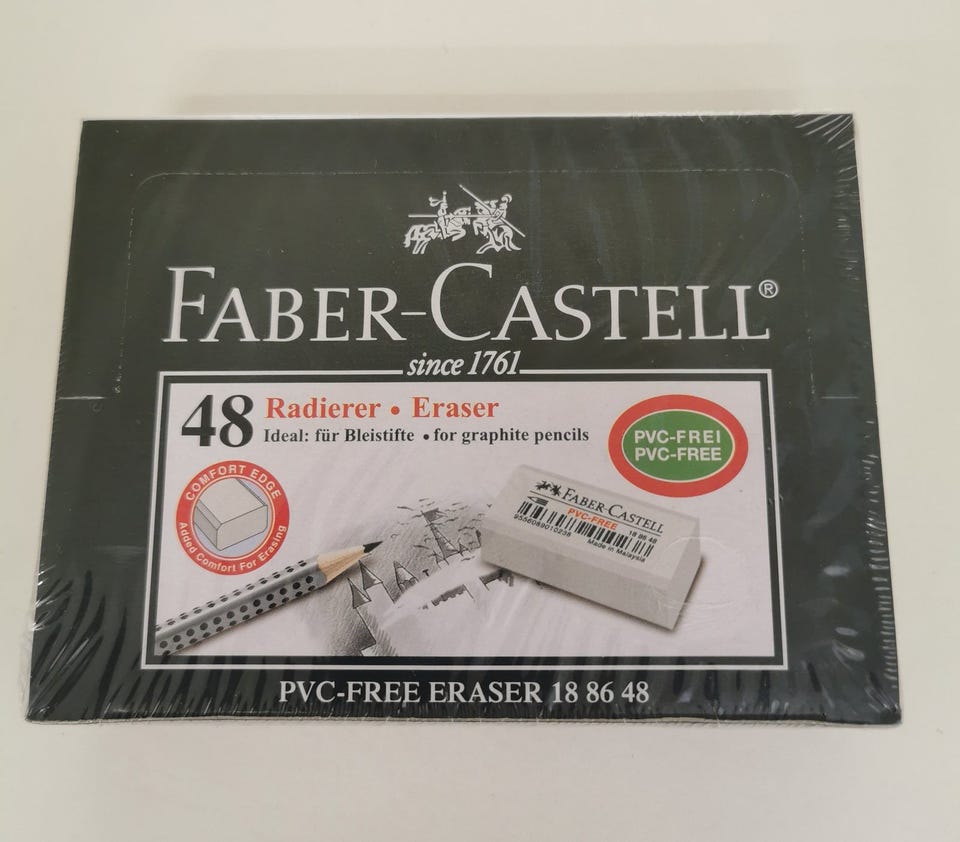 FABER-CASTELL®
since 1761
48 Radierer • Eraser
Ideal: für Bleistifte • for graphite pencils
PVC-FREI
PVC-FREE
COMFORT EDGE
Added Comfort For Erasing
FABER-CASTELL
PVC-FREE
18 86 48
9556089010238
Made in Malaysia
PVC-FREE ERASER 18 86 48